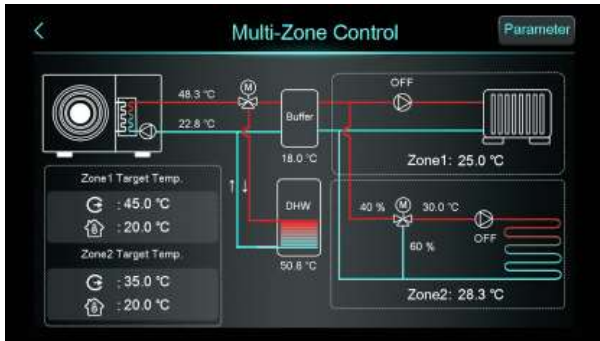 Multi-Zone Control
Parameter
48.3 ℃
M
22.8 ℃
Buffer
18.0 ℃
OFF
Zone1: 25.0 ℃
Zone1 Target Temp.
: 45.0 ℃
: 20.0 ℃
Zone2 Target Temp.
: 35.0 ℃
: 20.0 ℃
DHW
50.8 ℃
40 %
M
30.0 ℃
OFF
60 %
Zone2: 28.3 ℃